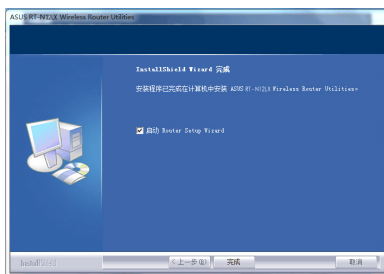 ASUS RT-N12LX Wireless Router Utilities
InstallShield Wizard 完成
安装程序已完成在计算机中安装 ASUS RT-N12LX Wireless Router Utilities。
启动 Router Setup Wizard
InstallShield
<上一步(B)
完成
取消